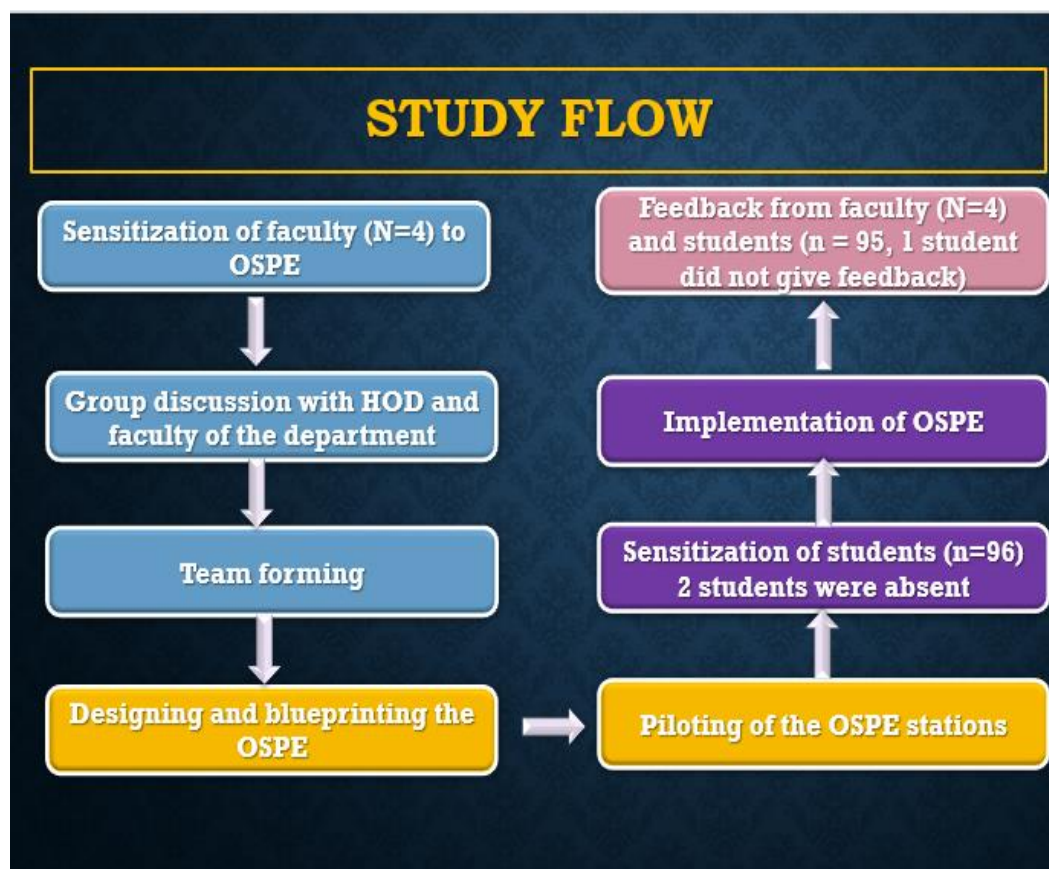 STUDY FLOW
Sensitization of faculty (N=4) to
OSPE
Group discussion with HOD and
faculty of the department
Team forming
Designing and blueprinting the
OSPE
Piloting of the OSPE stations
Sensitization of students (n=96)
2 students were absent
Implementation of OSPE
Feedback from faculty (N=4)
and students (n = 95, 1 student
did not give feedback)